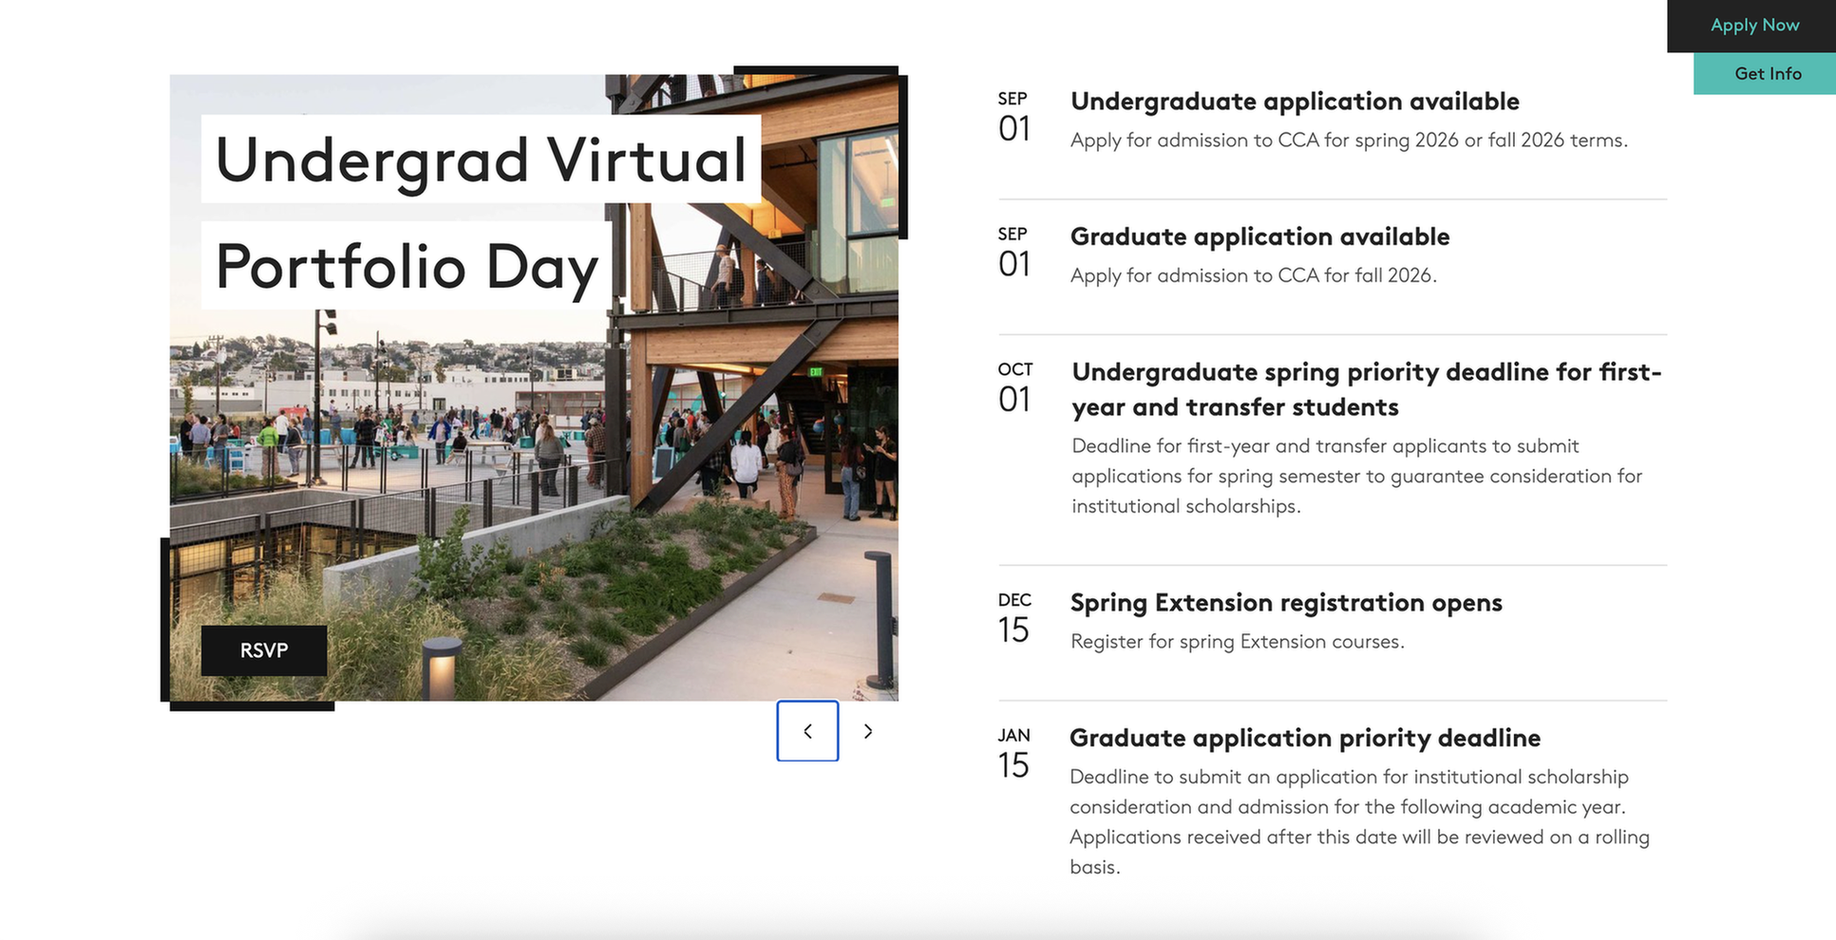 Apply Now
Get Info
Undergrad Virtual
Portfolio Day
EXIT
RSVP
SEP
01
Undergraduate application available
Apply for admission to CCA for spring 2026 or fall 2026 terms.
SEP
01
Graduate application available
Apply for admission to CCA for fall 2026.
OCT
01
Undergraduate spring priority deadline for first-
year and transfer students
Deadline for first-year and transfer applicants to submit
applications for spring semester to guarantee consideration for
institutional scholarships.
DEC
15
Spring Extension registration opens
Register for spring Extension courses.
JAN
15
Graduate application priority deadline
Deadline to submit an application for institutional scholarship
consideration and admission for the following academic year.
Applications received after this date will be reviewed on a rolling
basis.